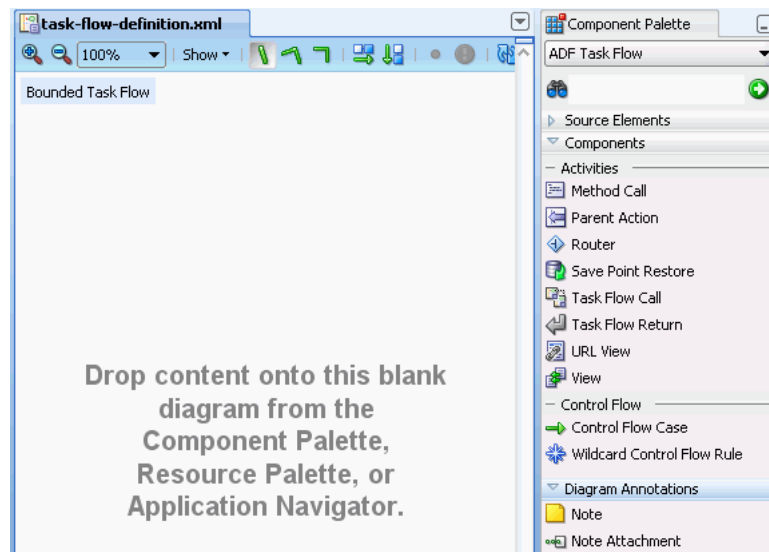 task-flow-definition.xml
100%
Show
Bounded Task Flow
Drop content onto this blank
diagram from the
Component Palette,
Resource Palette, or
Application Navigator.
Component Palette
ADF Task Flow
Source Elements
Components
Activities
Method Call
Parent Action
Router
Save Point Restore
Task Flow Call
Task Flow Return
URL View
View
Control Flow
Control Flow Case
Wildcard Control Flow Rule
Diagram Annotations
Note
Note Attachment